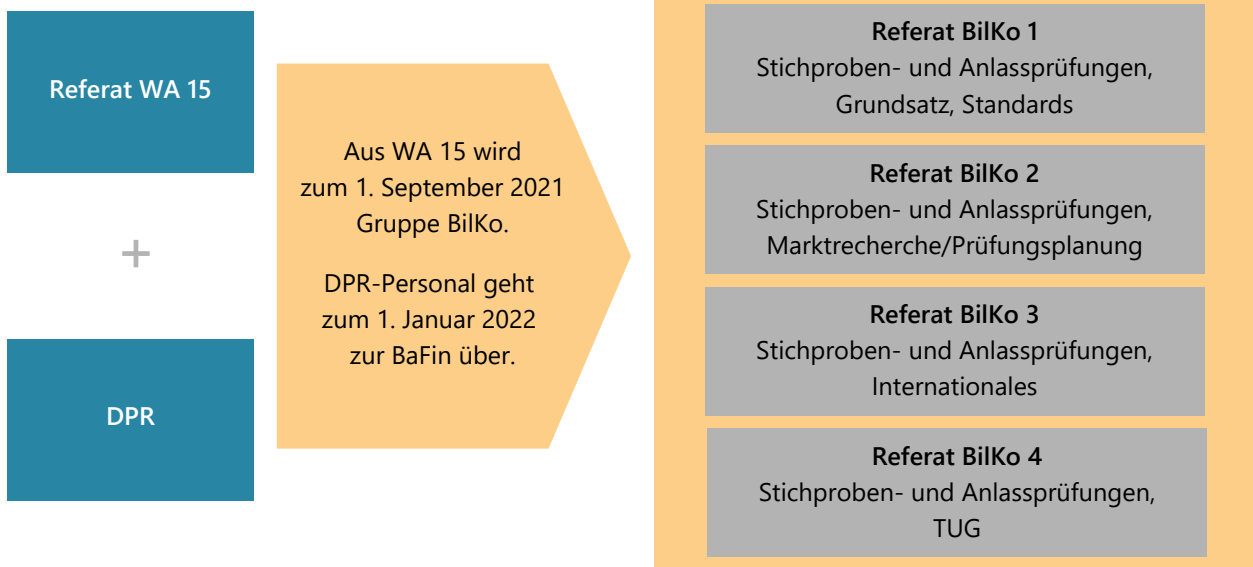 Referat WA 15
+
DPR
Aus WA 15 wird
zum 1. September 2021
Gruppe BilKo.
DPR-Personal geht
zum 1. Januar 2022
zur BaFin über.
Referat BilKo 1
Stichproben- und Anlassprüfungen,
Grundsatz, Standards
Referat BilKo 2
Stichproben- und Anlassprüfungen,
Marktrecherche/Prüfungsplanung
Referat BilKo 3
Stichproben- und Anlassprüfungen,
Internationales
Referat BilKo 4
Stichproben- und Anlassprüfungen,
TUG